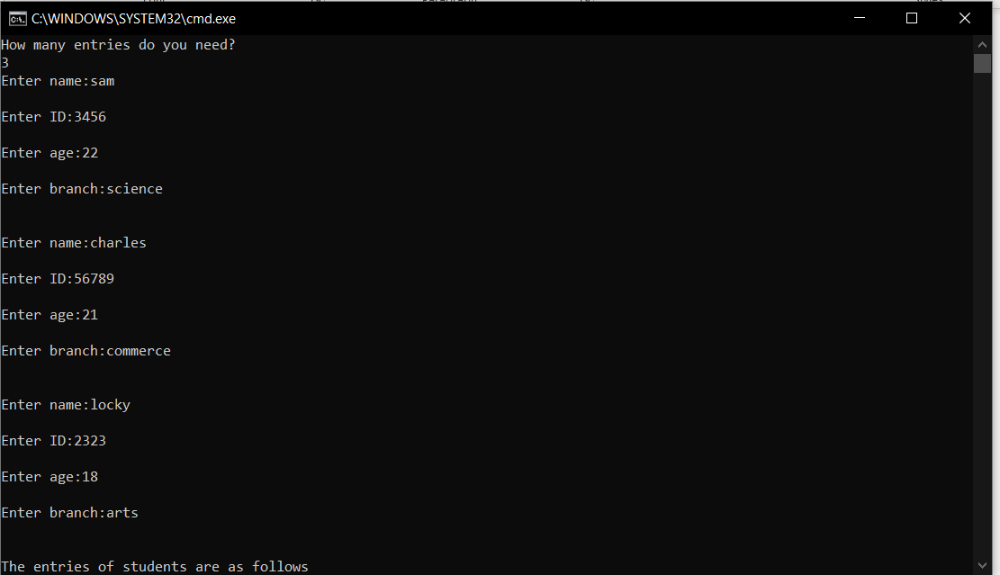 C:\WINDOWS\SYSTEM32\cmd.exe
How many entries do you need?
3
Enter name:sam
Enter ID:3456
Enter age:22
Enter branch:science
Enter name:charles
Enter ID:56789
Enter age:21
Enter branch:commerce
Enter name:locky
Enter ID:2323
Enter age:18
Enter branch:arts
The entries of students are as follows